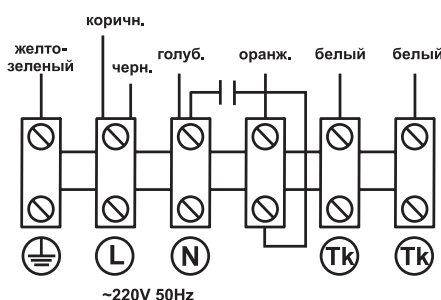 коричн.
желто-
зеленый
черн.
голуб.
оранж.
белый
белый
L
N
Tk
Tk
~220V 50Hz